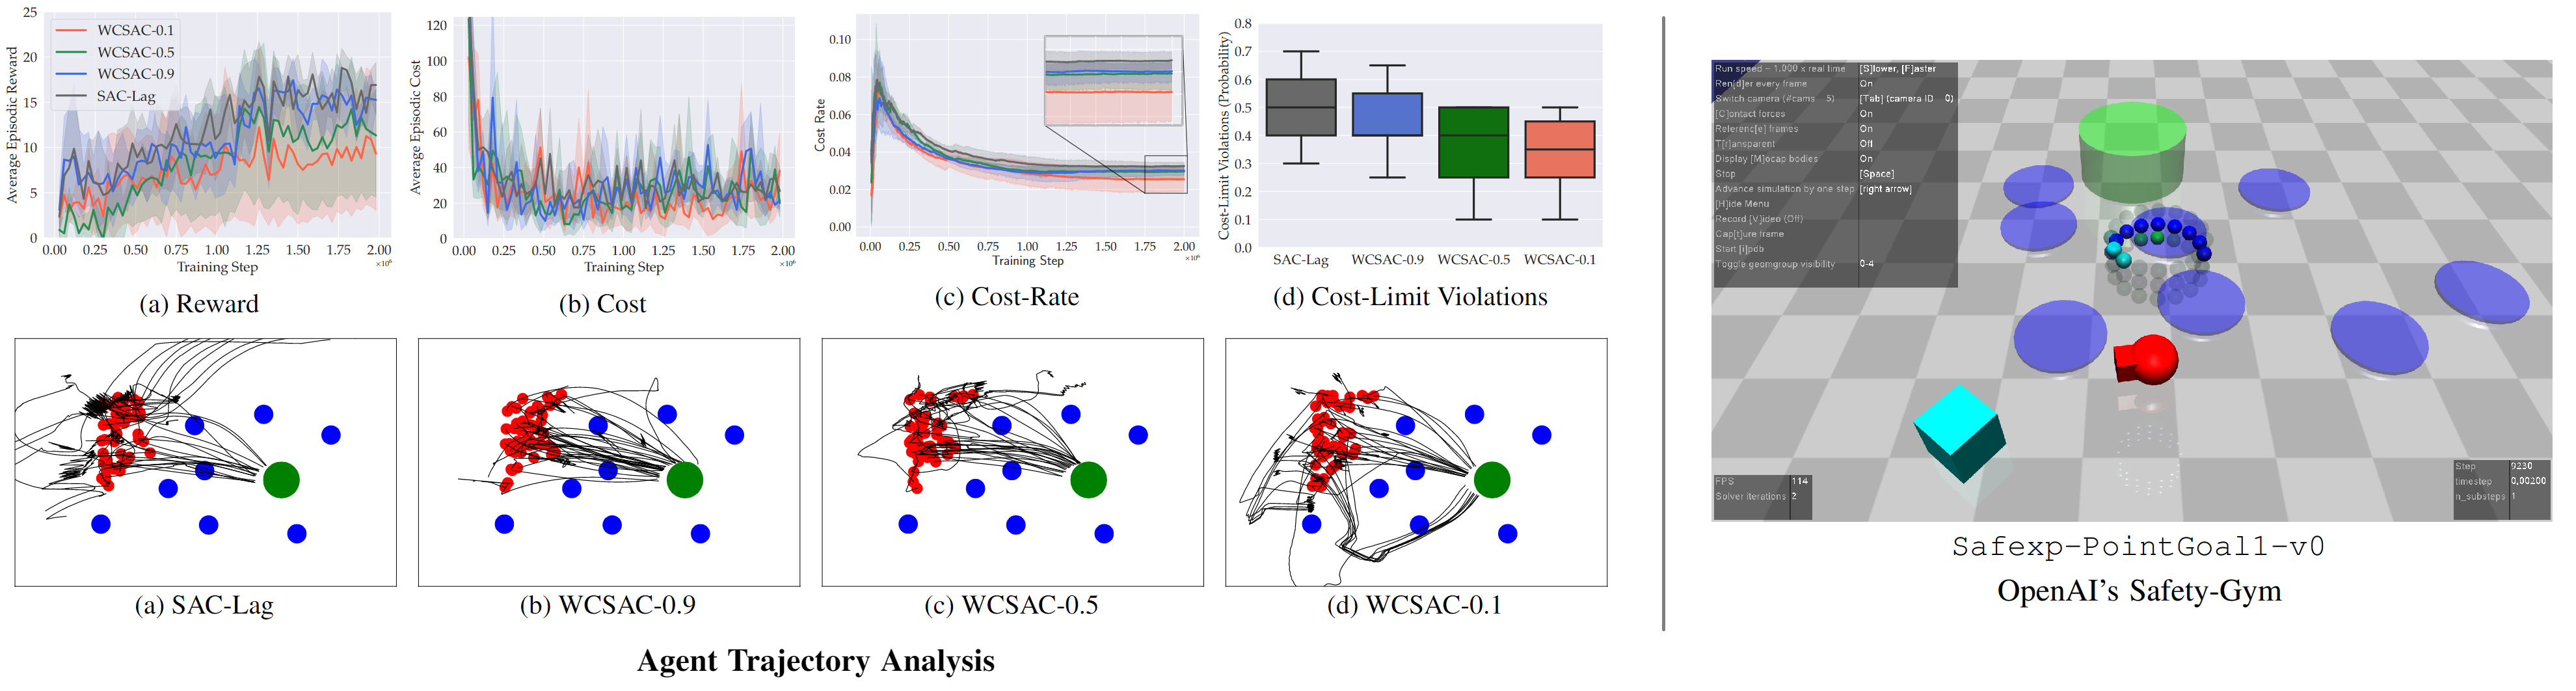 Average Episodic Reward
25
20
15
10
5
0
WCSAC-0.1
WCSAC-0.5
WCSAC-0.9
SAC-Lag
0.00 0.25 0.50 0.75 1.00 1.25 1.50 1.75 2.00
×10⁶
Training Step
(a) Reward
Average Episodic Cost
120
100
80
60
40
20
0
0.00 0.25 0.50 0.75 1.00 1.25 1.50 1.75 2.00
×10⁶
Training Step
(b) Cost
Cost Rate
0.10
0.08
0.06
0.04
0.02
0.00
0.00 0.25 0.50 0.75 1.00 1.25 1.50 1.75 2.00
×10⁶
Training Step
(c) Cost-Rate
Cost-Limit Violations (Probability)
0.8
0.7
0.6
0.5
0.4
0.3
0.2
0.1
0.0
SAC-Lag WCSAC-0.9 WCSAC-0.5 WCSAC-0.1
(d) Cost-Limit Violations
(a) SAC-Lag
(b) WCSAC-0.9
(c) WCSAC-0.5
(d) WCSAC-0.1
Agent Trajectory Analysis
Run speed = 1.000 x real time [S]lower, [F]aster
Ren[d]er every frame On
Switch camera (#cams 5) [Tab] (camera ID 0)
[C]ontact forces On
Referenc[e] frames On
T[r]ansparent Off
Display [M]ocap bodies On
Stop [Space]
Advance simulation by one step [right arrow]
[H]ide Menu
Record [V]ideo (Off)
Cap[t]ure frame
Start [i]pdb
Toggle geomgroup visibility 0-4
FPS 114
Solver iterations 2
Step 9230
timestep 0.00200
n_substeps 1
Safexp-PointGoal1-v0
OpenAI's Safety-Gym